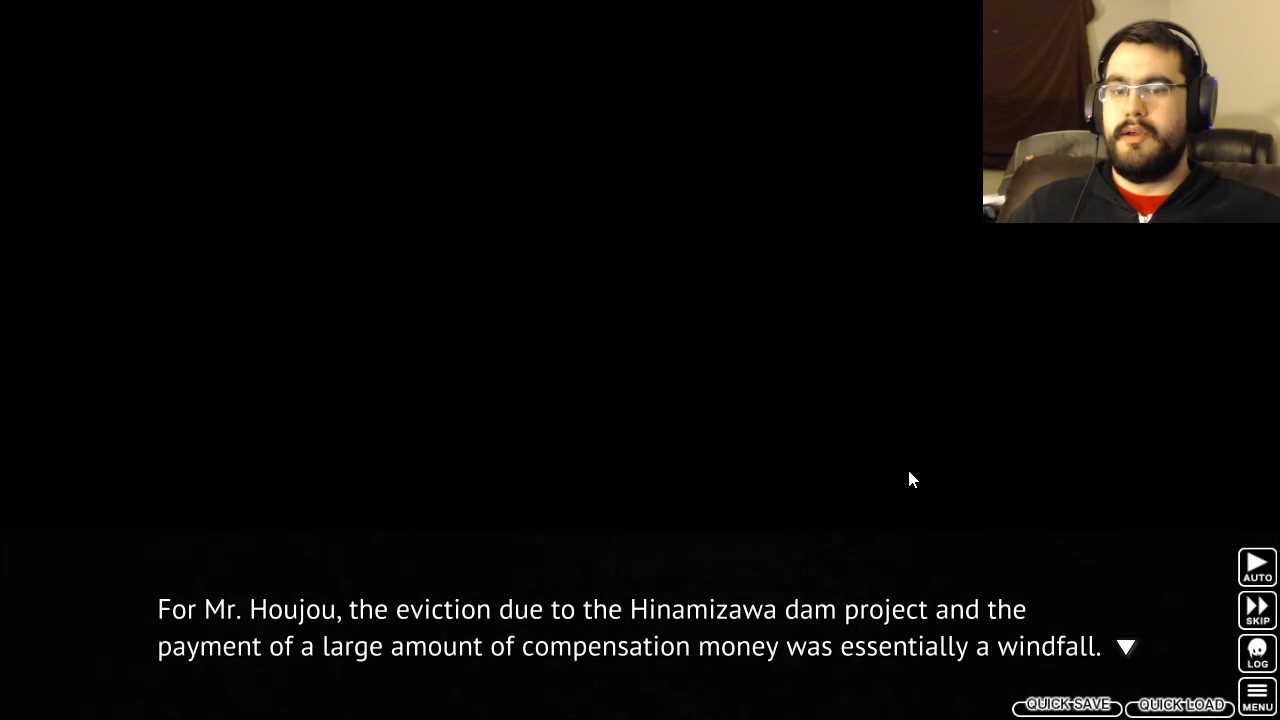 For Mr. Houjou, the eviction due to the Hinamizawa dam project and the
payment of a large amount of compensation money was essentially a windfall.
AUTO
SKIP
LOG
MENU
QUICK SAVE QUICK LOAD